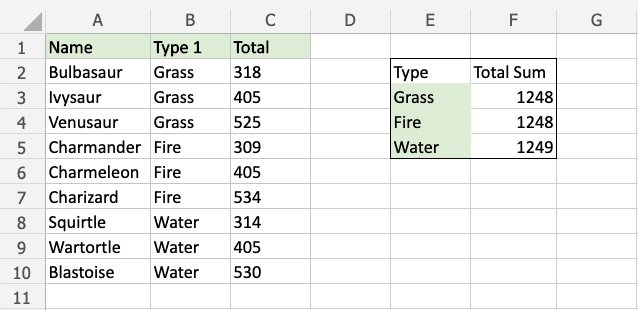 A B C D E F G
1 Name Type 1 Total
2 Bulbasaur Grass 318 Type Total Sum
3 Ivysaur Grass 405 Grass 1248
4 Venusaur Grass 525 Fire 1248
5 Charmander Fire 309 Water 1249
6 Charmeleon Fire 405
7 Charizard Fire 534
8 Squirtle Water 314
9 Wartortle Water 405
10 Blastoise Water 530
11